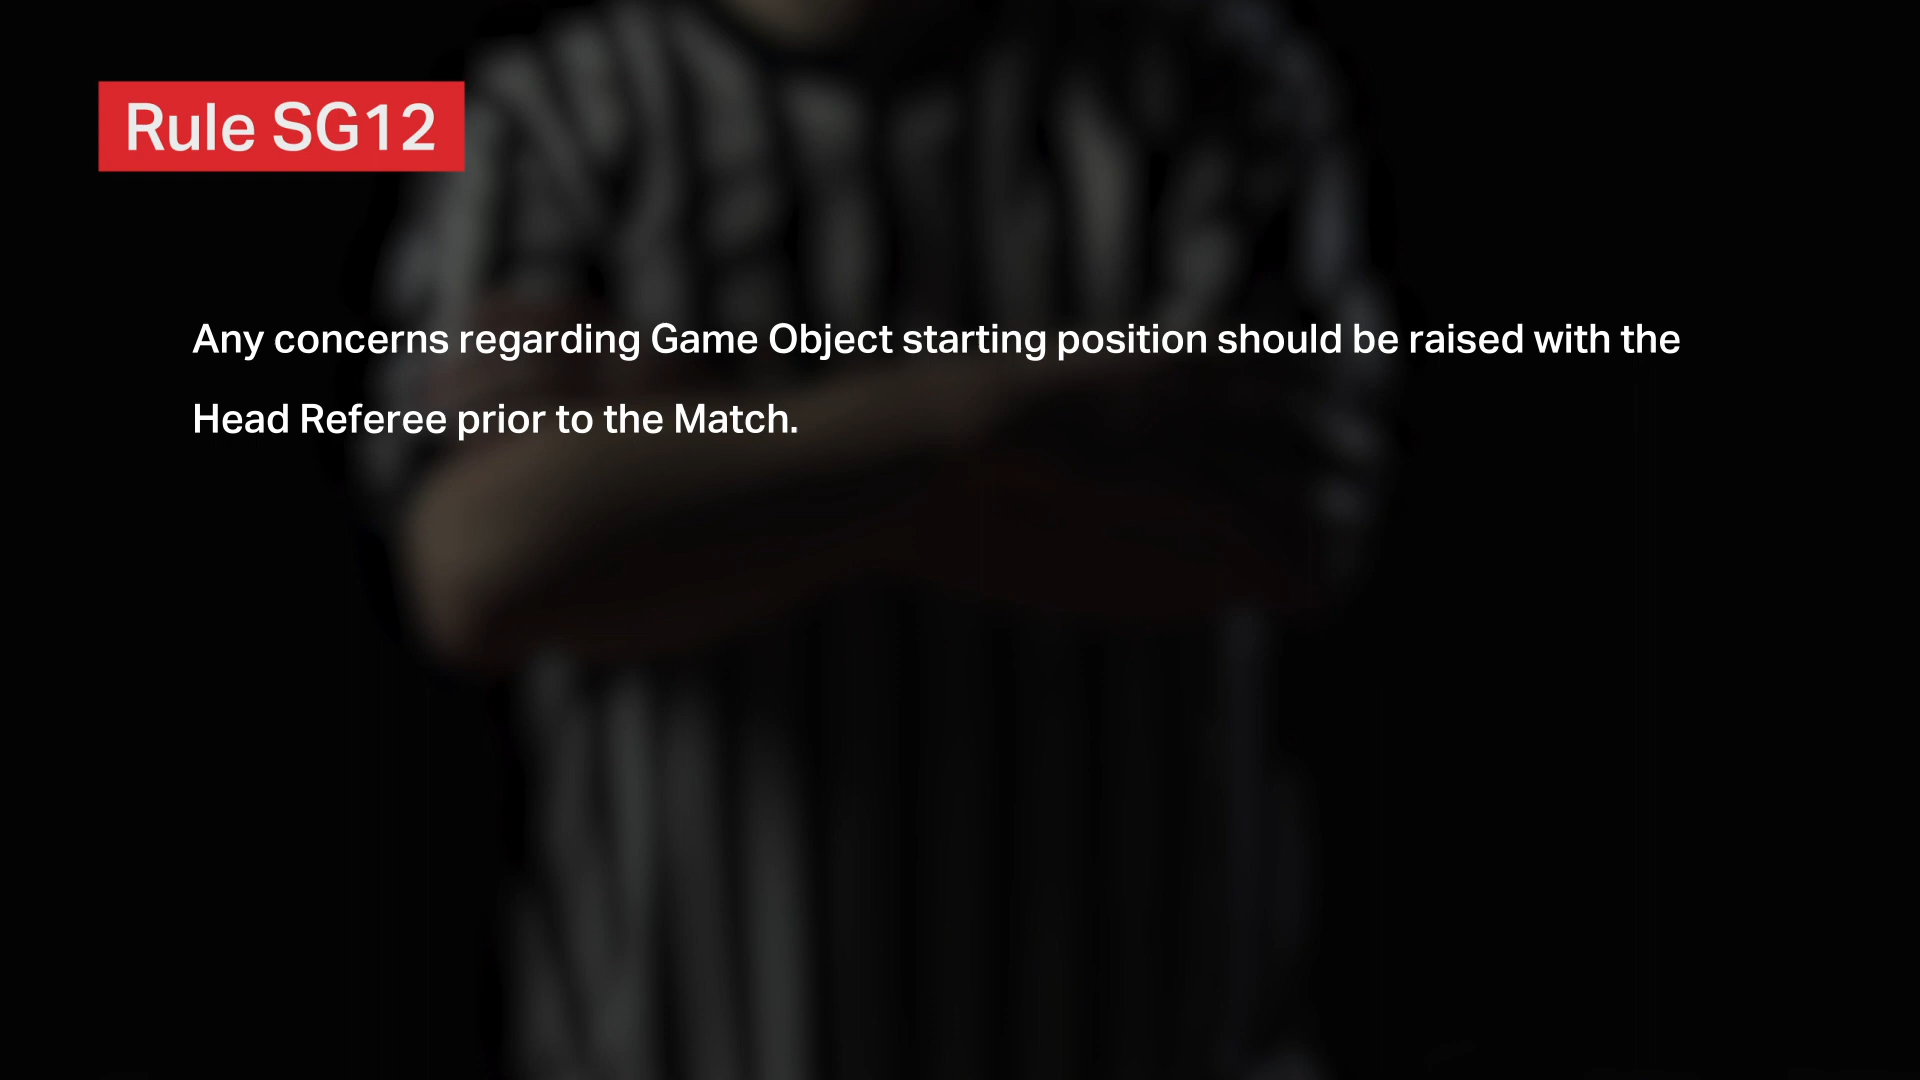 Rule SG12
Any concerns regarding Game Object starting position should be raised with the
Head Referee prior to the Match.